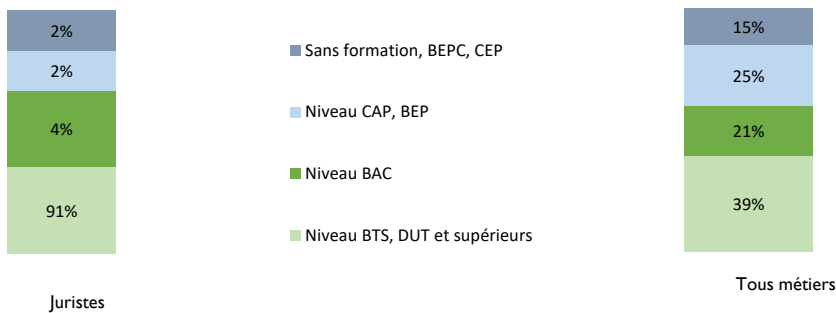 2%
2%
4%
91%
Juristes
Sans formation, BEPC, CEP
Niveau CAP, BEP
Niveau BAC
Niveau BTS, DUT et supérieurs
15%
25%
21%
39%
Tous métiers